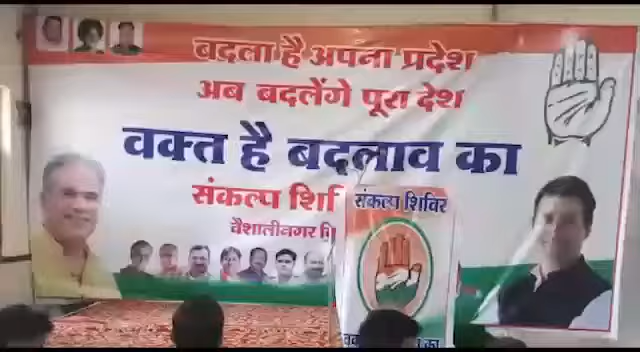 बदला है अपना प्रदेश
अब बदलेंगे पूरा देश
वक्त है बदलाव का
संकल्प शि
वैशालीनगर
संकल्प शिविर
का